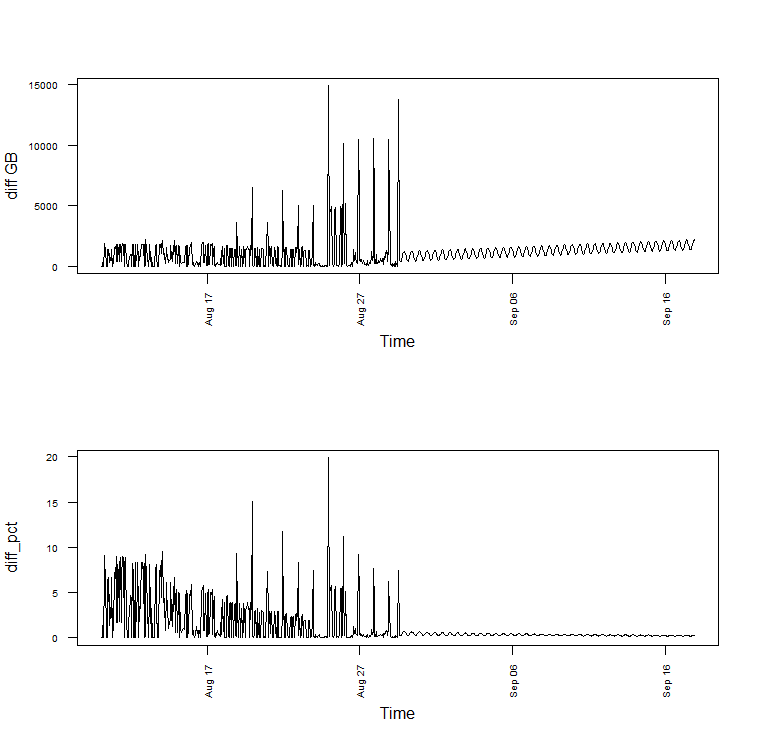 diff GB
15000
10000
5000
0
Aug 17
Aug 27
Sep 06
Sep 16
Time
diff_pct
20
15
10
5
0
Aug 17
Aug 27
Sep 06
Sep 16
Time